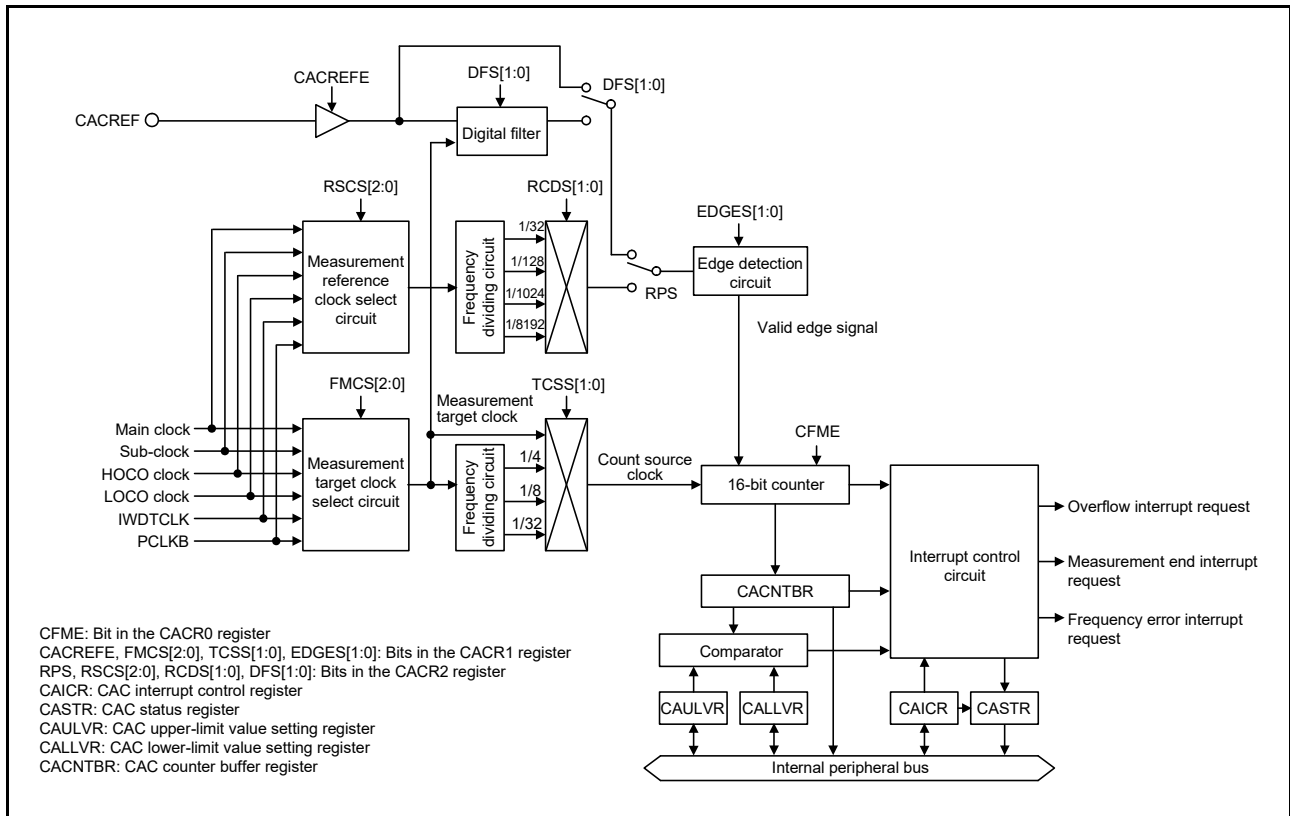 CACREFE
DFS[1:0]
DFS[1:0]
CACREF
Digital filter
RSCS[2:0]
RCDS[1:0]
EDGES[1:0]
Measurement
reference
clock select
circuit
Frequency
dividing circuit
1/32
1/128
1/1024
1/8192
RPS
Edge detection
circuit
Valid edge signal
FMCS[2:0]
TCSS[1:0]
Measurement
target clock
CFME
Main clock
Sub-clock
HOCO clock
LOCO clock
IWDTCLK
PCLKB
Measurement
target clock
select circuit
Frequency
dividing circuit
1/4
1/8
1/32
Count source
clock
16-bit counter
Interrupt control
circuit
Overflow interrupt request
Measurement end interrupt
request
Frequency error interrupt
request
CACNTBR
Comparator
CAULVR
CALLVR
CAICR
CASTR
Internal peripheral bus
CFME: Bit in the CACR0 register
CACREFE, FMCS[2:0], TCSS[1:0], EDGES[1:0]: Bits in the CACR1 register
RPS, RSCS[2:0], RCDS[1:0], DFS[1:0]: Bits in the CACR2 register
CAICR: CAC interrupt control register
CASTR: CAC status register
CAULVR: CAC upper-limit value setting register
CALLVR: CAC lower-limit value setting register
CACNTBR: CAC counter buffer register